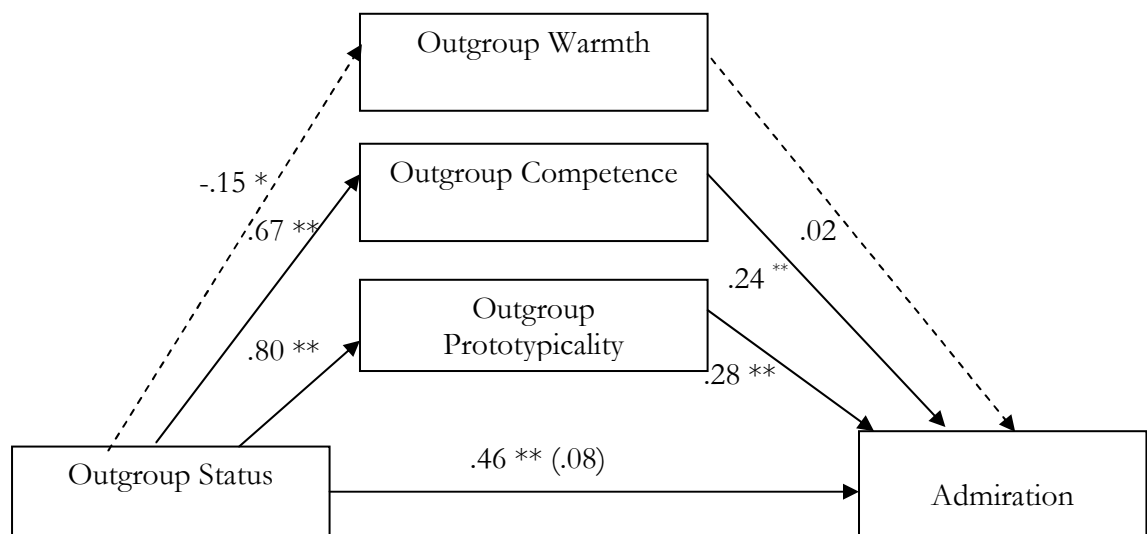 Outgroup Warmth
Outgroup Competence
-.15 *
.67 **
.02
.24 **
Outgroup
Prototypicality
.80 **
.28 **
.46 ** (.08)
Outgroup Status
Admiration